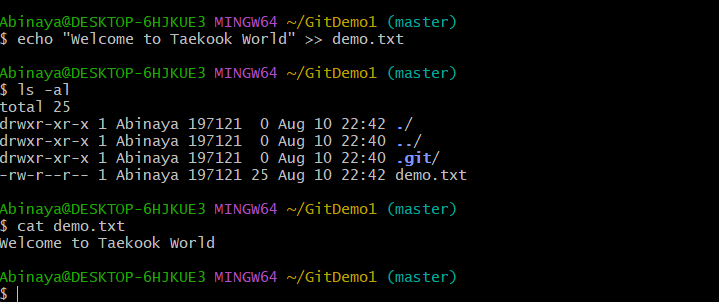 Abinaya@DESKTOP-6HJKUE3 MINGW64 ~/GitDemo1 (master)
$ echo "Welcome to Taekook World" >> demo.txt
Abinaya@DESKTOP-6HJKUE3 MINGW64 ~/GitDemo1 (master)
$ ls -al
total 25
drwxr-xr-x 1 Abinaya 197121  0 Aug 10 22:42 ./
drwxr-xr-x 1 Abinaya 197121  0 Aug 10 22:40 ../
drwxr-xr-x 1 Abinaya 197121  0 Aug 10 22:40 .git/
-rw-r--r-- 1 Abinaya 197121 25 Aug 10 22:42 demo.txt
Abinaya@DESKTOP-6HJKUE3 MINGW64 ~/GitDemo1 (master)
$ cat demo.txt
Welcome to Taekook World
Abinaya@DESKTOP-6HJKUE3 MINGW64 ~/GitDemo1 (master)
$